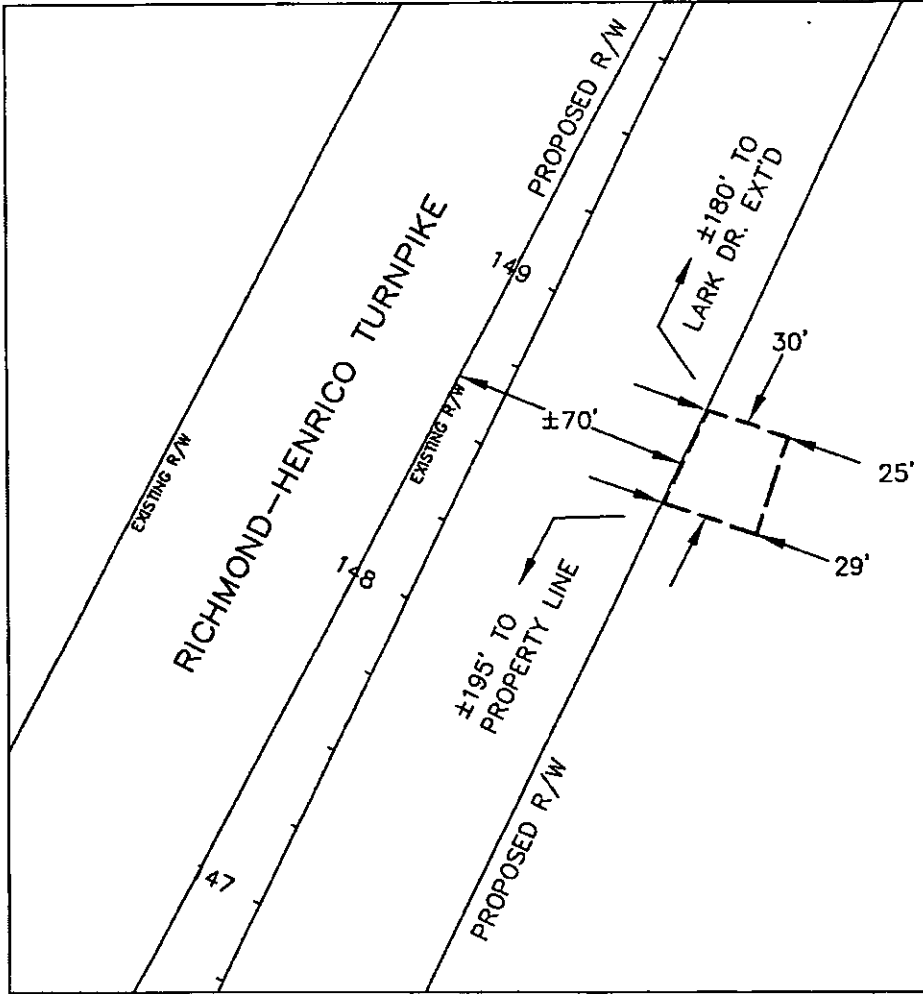 PROPOSED R/W
±180' TO
LARK DR. EXT'D
149
RICHMOND-HENRICO TURNPIKE
30'
±70'
EXISTING R/W
EXISTING R/W
25'
148
29'
±195' TO
PROPERTY LINE
PROPOSED R/W
47